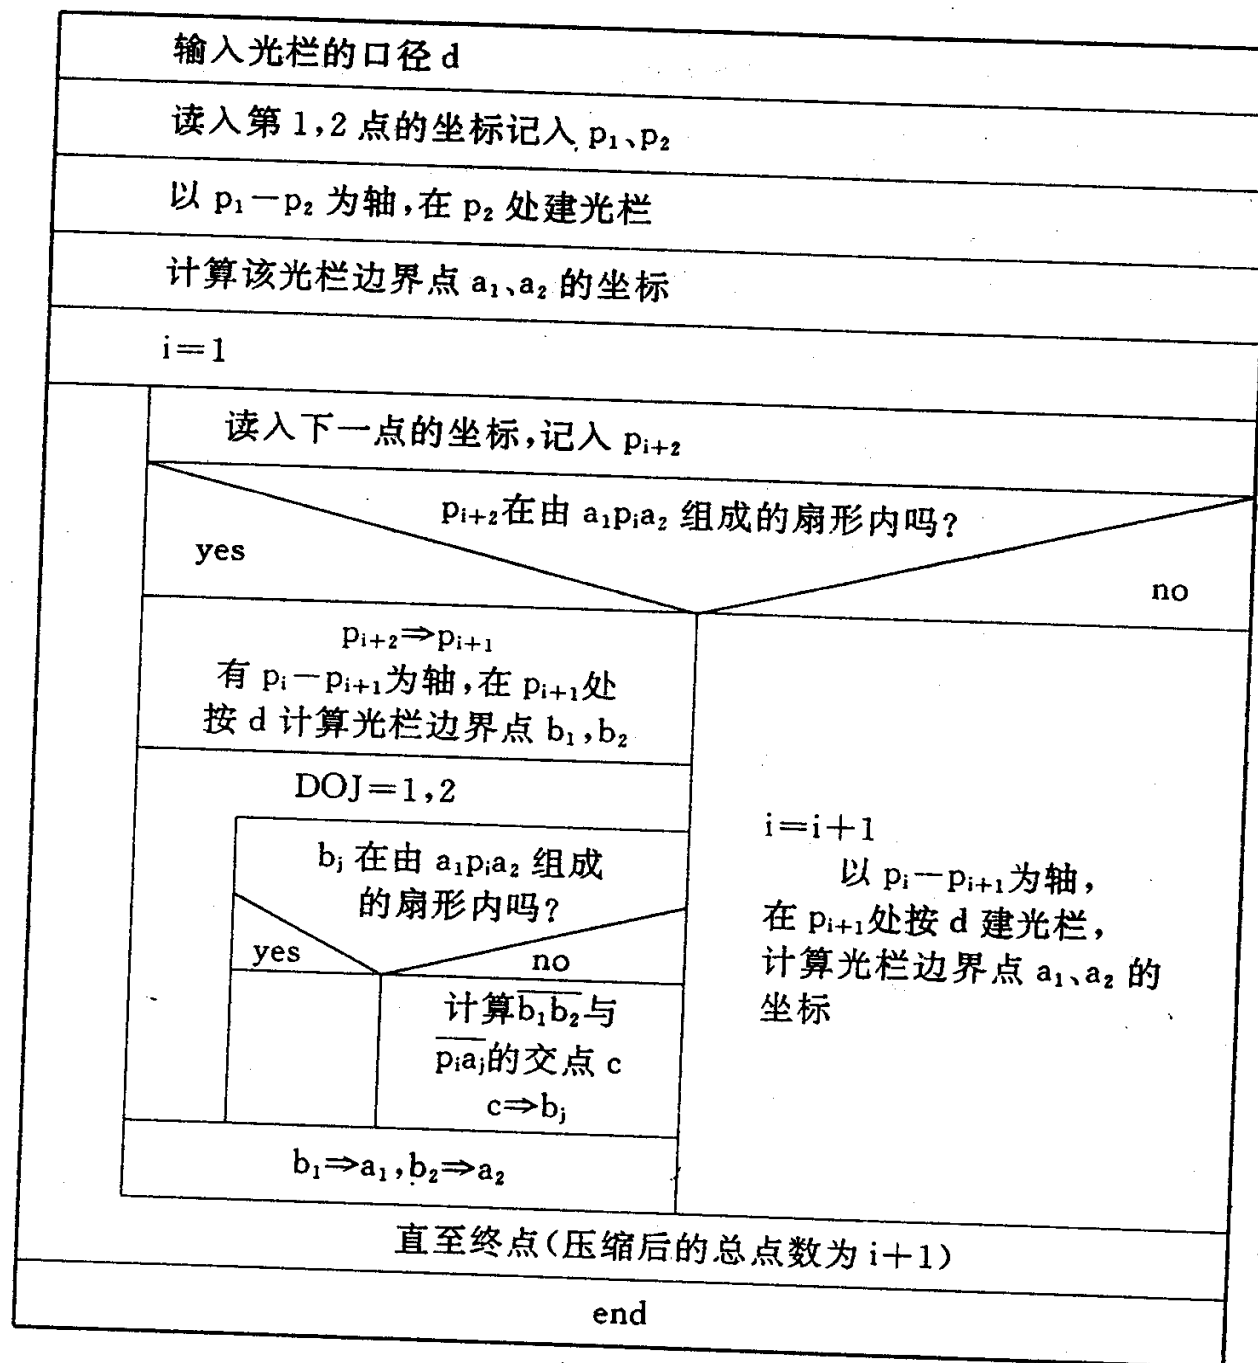 输入光栏的口径 d
读入第 1,2 点的坐标记入 p₁、p₂
以 p₁－p₂ 为轴,在 p₂ 处建光栏
计算该光栏边界点 a₁、a₂ 的坐标
i＝1
读入下一点的坐标,记入 pᵢ₊₂
pᵢ₊₂在由 a₁pᵢa₂ 组成的扇形内吗?
yes
no
pᵢ₊₂⇒pᵢ₊₁
有 pᵢ－pᵢ₊₁为轴,在 pᵢ₊₁处
按 d 计算光栏边界点 b₁,b₂
DOJ＝1,2
bⱼ 在由 a₁pᵢa₂ 组成
的扇形内吗?
yes
no
计算b₁b₂与
pᵢaⱼ的交点 c
c⇒bⱼ
b₁⇒a₁,b₂⇒a₂
i＝i＋1
以 pᵢ－pᵢ₊₁为轴,
在 pᵢ₊₁处按 d 建光栏,
计算光栏边界点 a₁、a₂ 的
坐标
直至终点(压缩后的总点数为 i＋1)
end